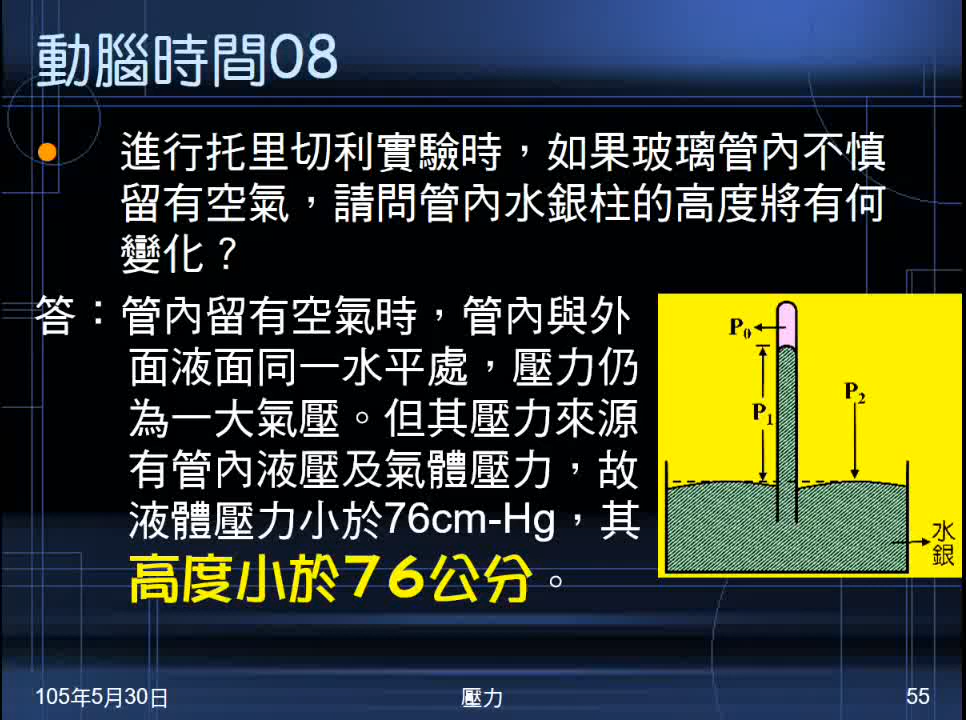 動腦時間08
進行托里切利實驗時，如果玻璃管內不慎
留有空氣，請問管內水銀柱的高度將有何
變化？
答：管內留有空氣時，管內與外
面液面同一水平處，壓力仍
為一大氣壓。但其壓力來源
有管內液壓及氣體壓力，故
液體壓力小於76cm-Hg，其
高度小於76公分。
P0
P1
P2
水
銀
105年5月30日
壓力
55